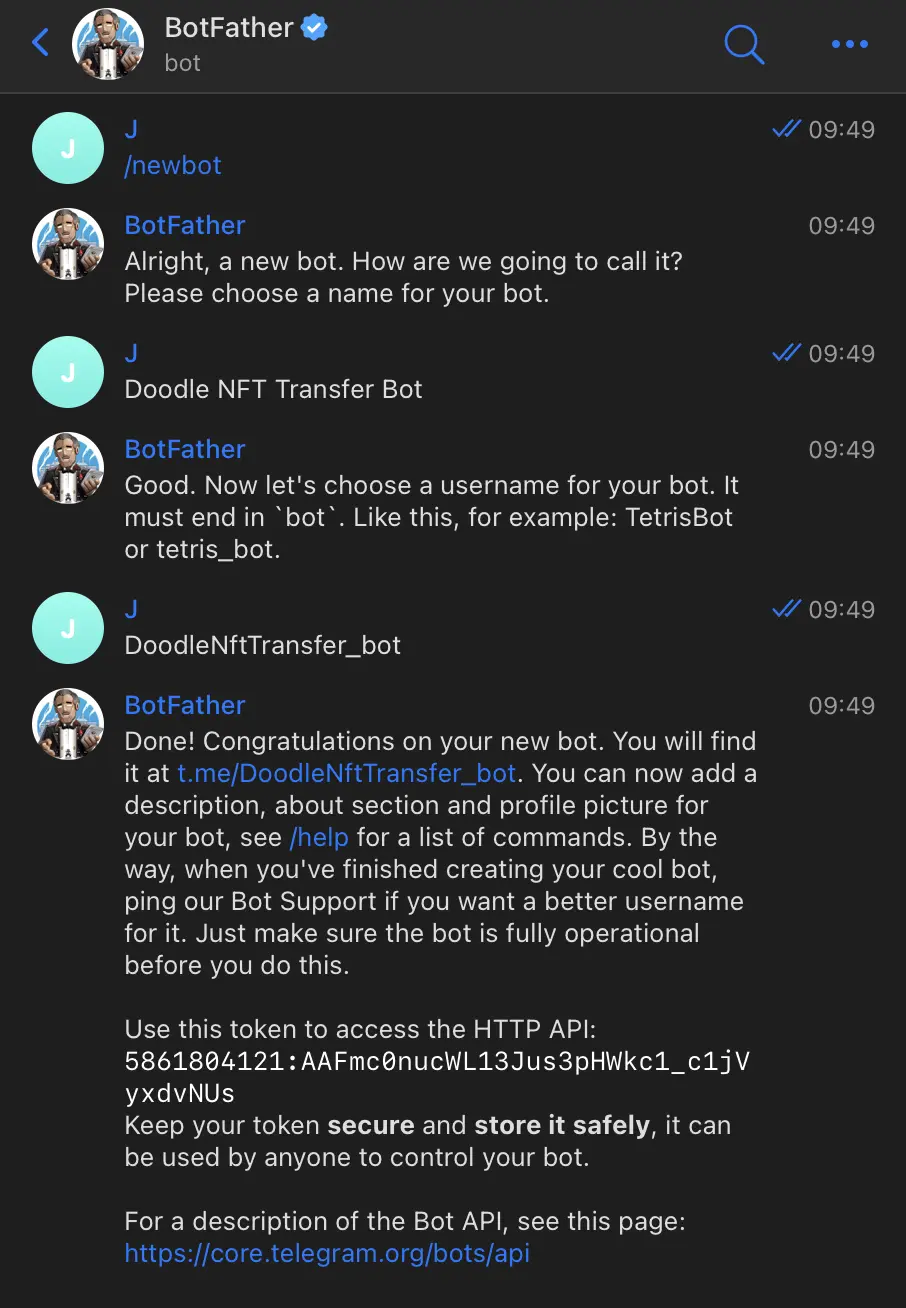 BotFather
bot
J
09:49
/newbot
BotFather
09:49
Alright, a new bot. How are we going to call it?
Please choose a name for your bot.
J
09:49
Doodle NFT Transfer Bot
BotFather
09:49
Good. Now let's choose a username for your bot. It
must end in `bot`. Like this, for example: TetrisBot
or tetris_bot.
J
09:49
DoodleNftTransfer_bot
BotFather
09:49
Done! Congratulations on your new bot. You will find
it at t.me/DoodleNftTransfer_bot. You can now add a
description, about section and profile picture for
your bot, see /help for a list of commands. By the
way, when you've finished creating your cool bot,
ping our Bot Support if you want a better username
for it. Just make sure the bot is fully operational
before you do this.
Use this token to access the HTTP API:
5861804121:AAFmc0nucWL13Jus3pHWkc1_c1jV
yxdvNUs
Keep your token secure and store it safely, it can
be used by anyone to control your bot.
For a description of the Bot API, see this page:
https://core.telegram.org/bots/api